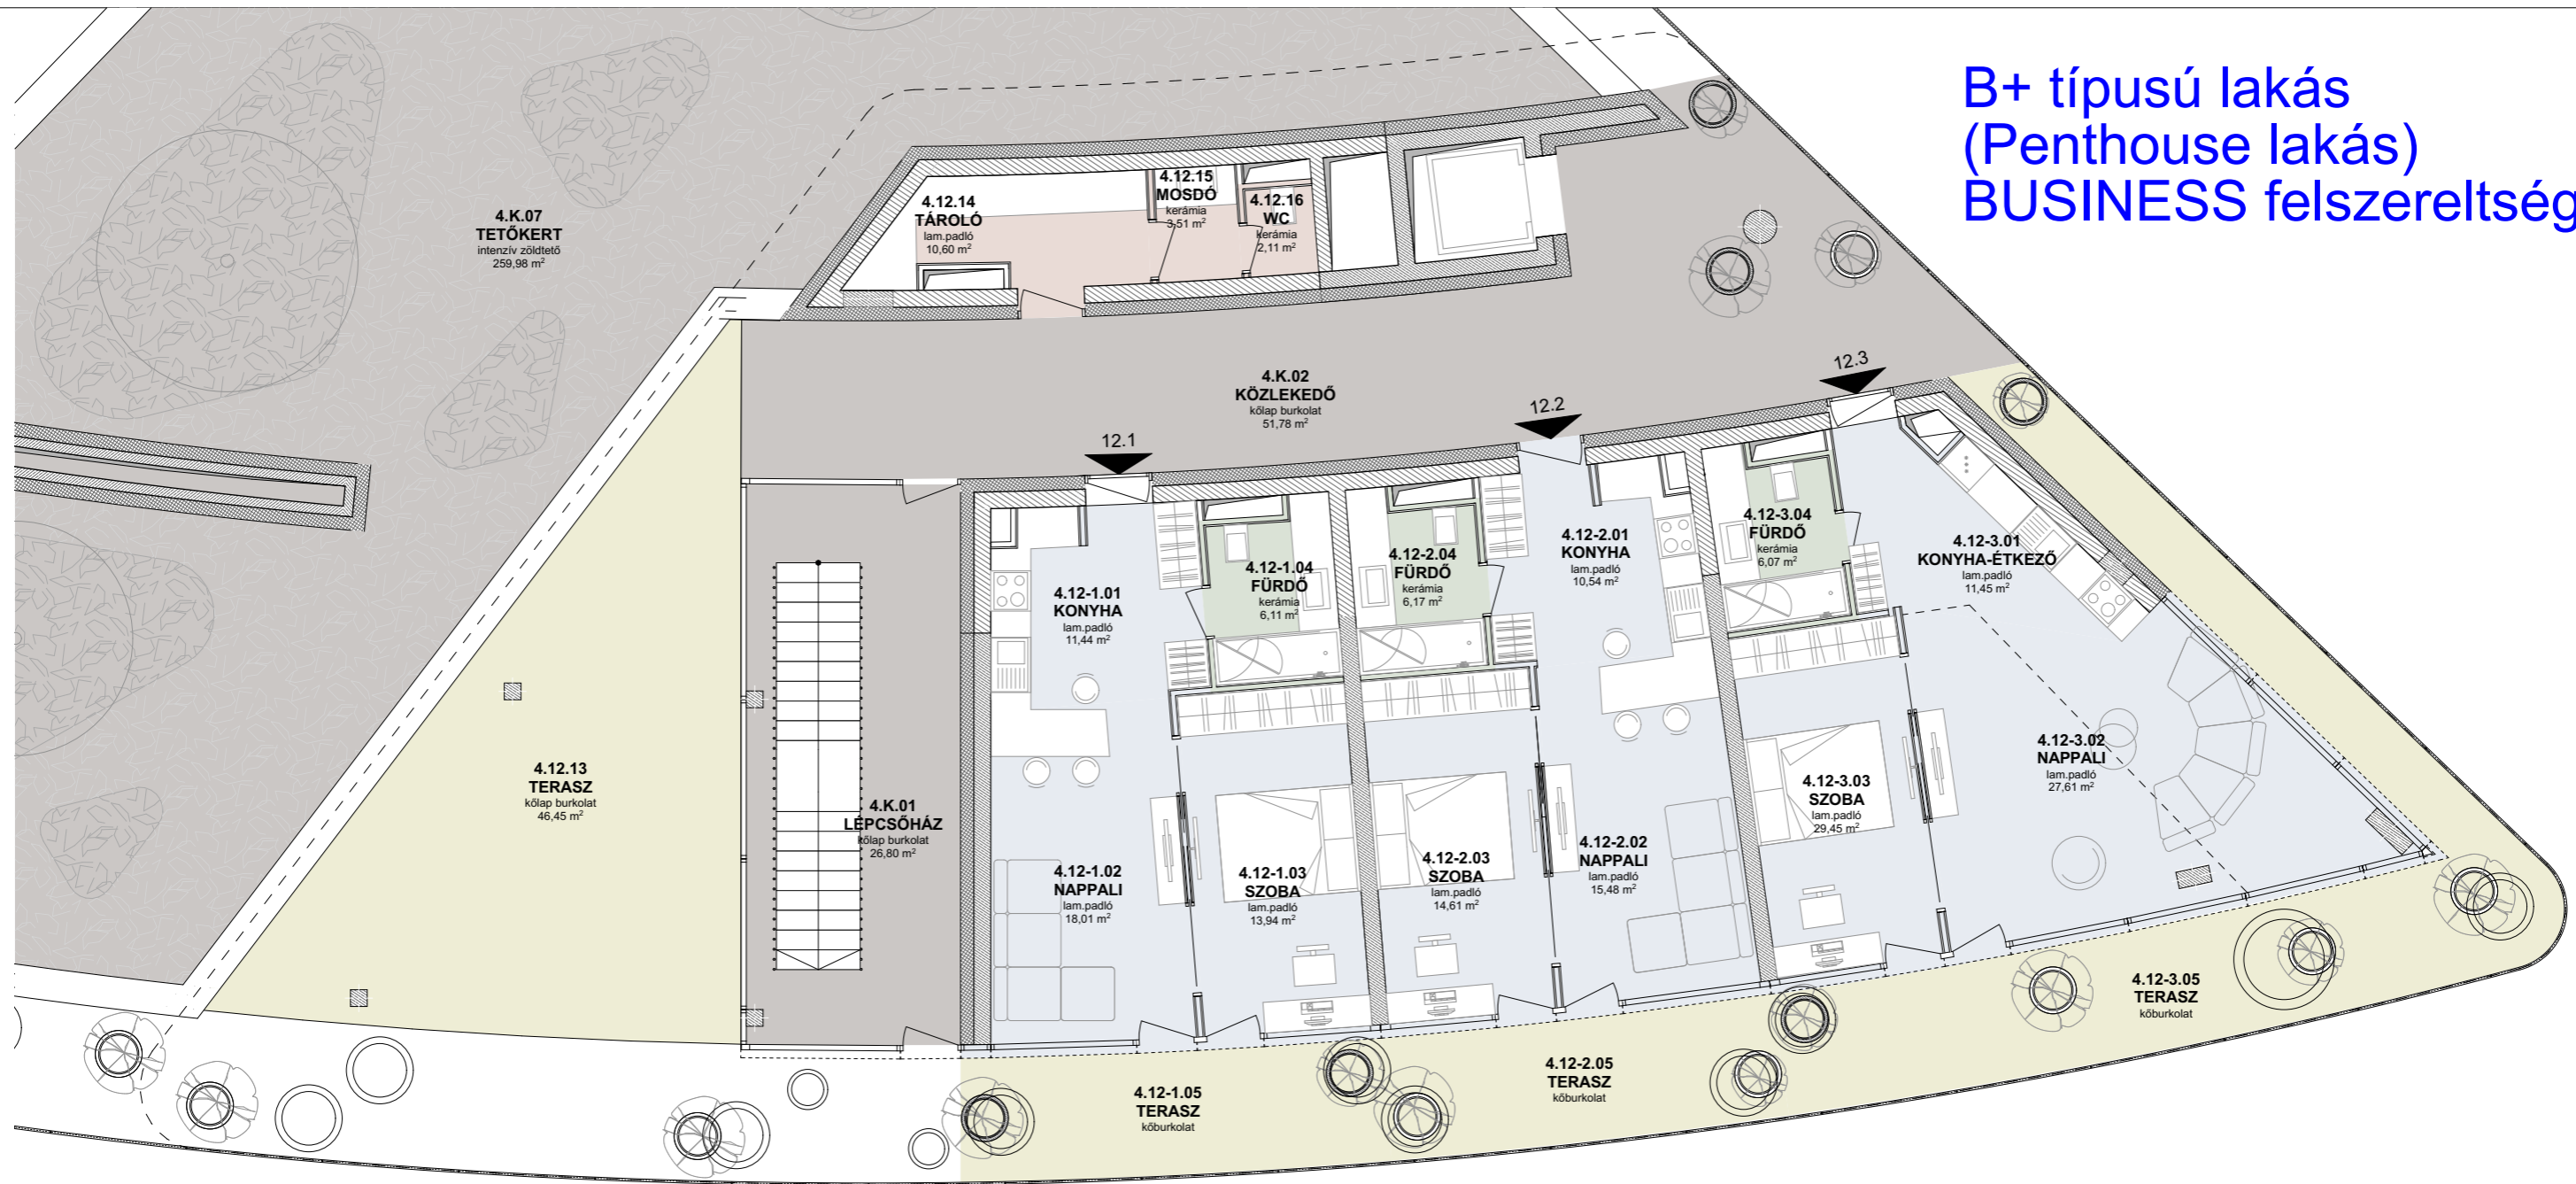 B+ típusú lakás
(Penthouse lakás)
BUSINESS felszereltség
4.K.07
TETŐKERT
intenzív zöldtető
259,98 m²
4.12.14
TÁROLÓ
lam.padló
10,60 m²
4.12.15
MOSDÓ
kerámia
3,51 m²
4.12.16
WC
kerámia
2,11 m²
4.K.02
KÖZLEKEDŐ
kőlap burkolat
51,78 m²
12.1
12.2
12.3
4.12-1.01
KONYHA
lam.padló
11,44 m²
4.12-1.04
FÜRDŐ
kerámia
6,11 m²
4.12-2.04
FÜRDŐ
kerámia
6,17 m²
4.12-2.01
KONYHA
lam.padló
10,54 m²
4.12-3.04
FÜRDŐ
kerámia
6,07 m²
4.12-3.01
KONYHA-ÉTKEZŐ
lam.padló
11,45 m²
4.12.13
TERASZ
kőlap burkolat
46,45 m²
4.K.01
LÉPCSŐHÁZ
kőlap burkolat
26,80 m²
4.12-1.02
NAPPALI
lam.padló
18,01 m²
4.12-1.03
SZOBA
lam.padló
13,94 m²
4.12-2.03
SZOBA
lam.padló
14,61 m²
4.12-2.02
NAPPALI
lam.padló
15,48 m²
4.12-3.03
SZOBA
lam.padló
29,45 m²
4.12-3.02
NAPPALI
lam.padló
27,61 m²
4.12-1.05
TERASZ
kőburkolat
4.12-2.05
TERASZ
kőburkolat
4.12-3.05
TERASZ
kőburkolat